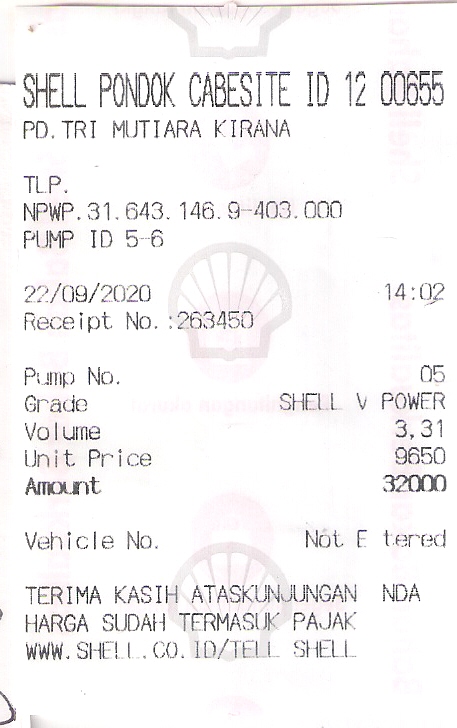 SHELL PONDOK CABESITE ID 12 00655
PD.TRI MUTIARA KIRANA
TLP.
NPWP.31.643.146.9-403.000
PUMP ID 5-6
22/09/2020 14:02
Receipt No.:263450
Pump No. 05
Grade SHELL V POWER
Volume 3,31
Unit Price 9650
Amount 32000
Vehicle No. Not E tered
TERIMA KASIH ATASKUNJUNGAN NDA
HARGA SUDAH TERMASUK PAJAK
WWW.SHELL.CO.ID/TELL SHELL